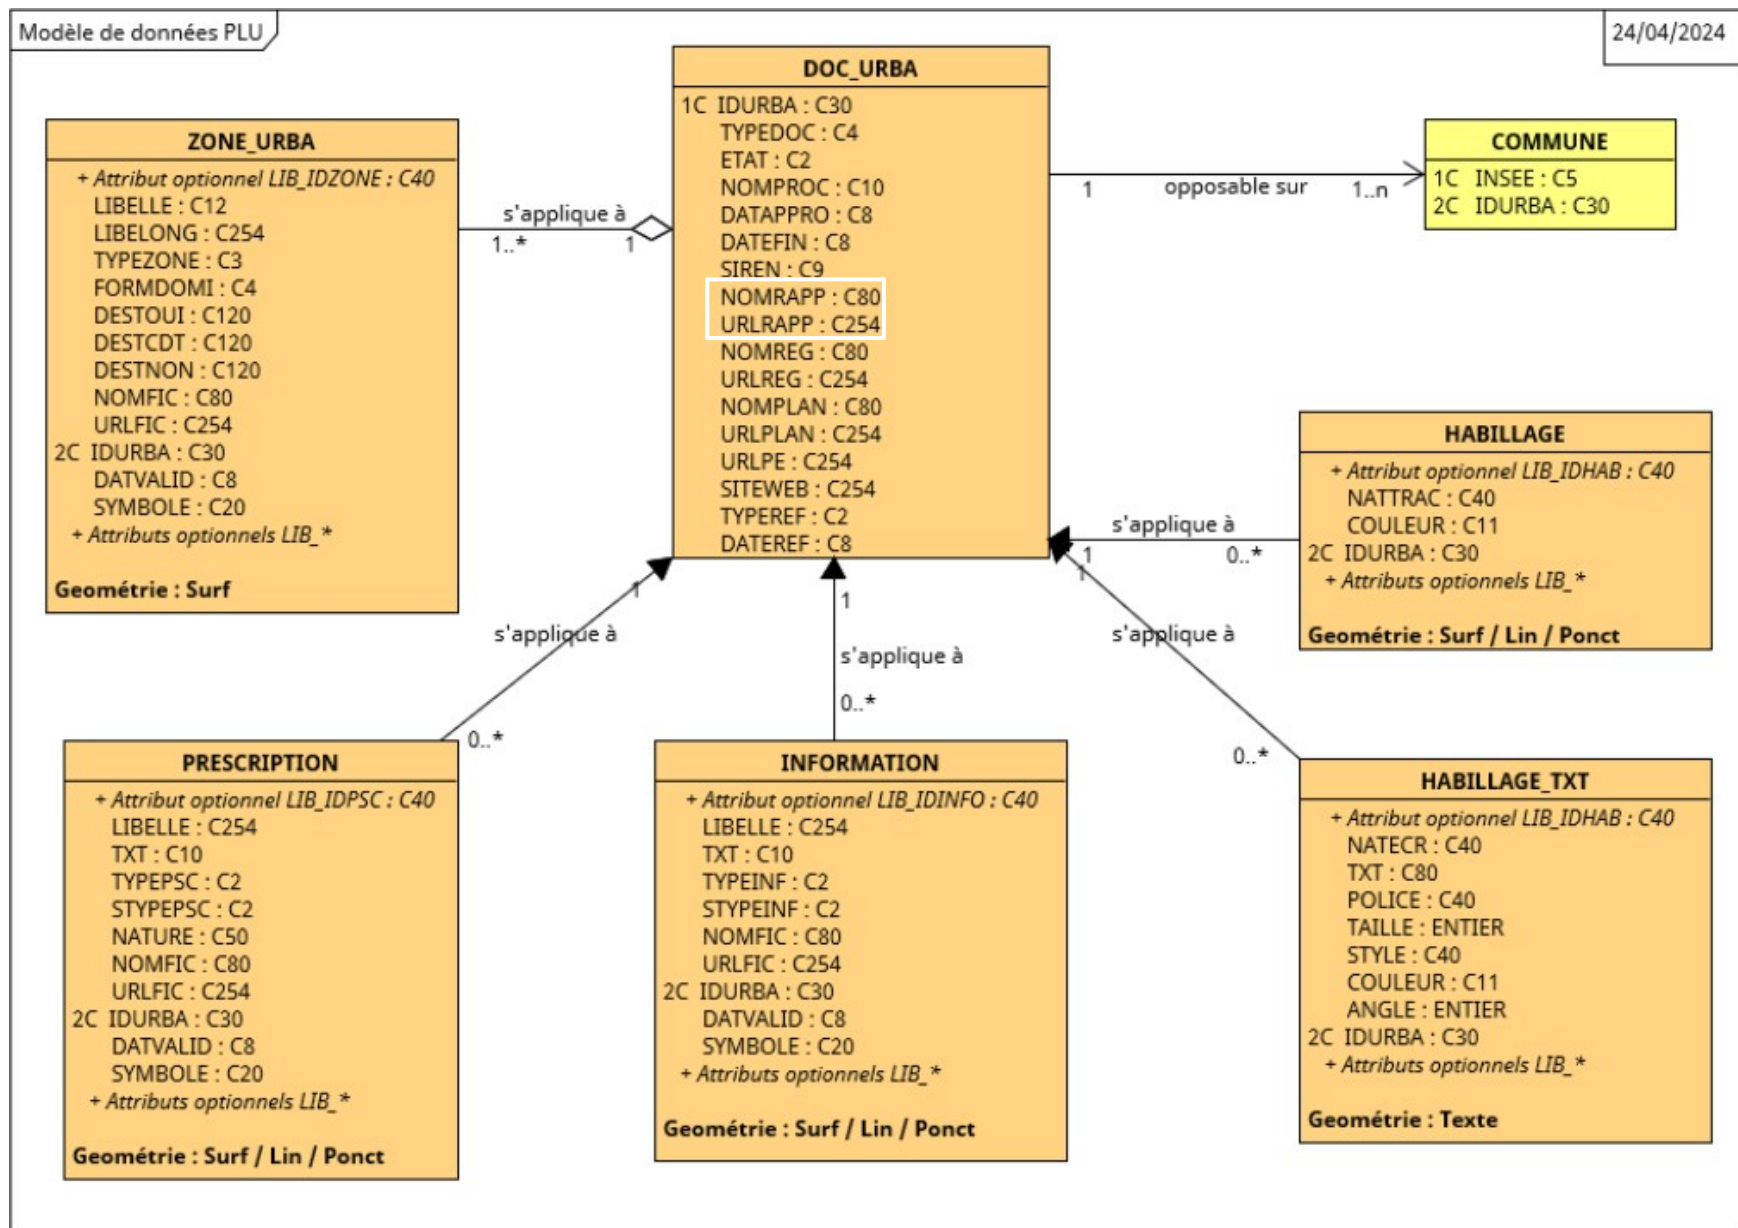 Modèle de données PLU
24/04/2024
DOC_URBA
1C IDURBA : C30
TYPEDOC : C4
ETAT : C2
NOMPROC : C10
DATAPPRO : C8
DATEFIN : C8
SIREN : C9
NOMRAPP : C80
URLRAPP : C254
NOMREG : C80
URLREG : C254
NOMPLAN : C80
URLPLAN : C254
URLPE : C254
SITEWEB : C254
TYPEREF : C2
DATEREF : C8
ZONE_URBA
+ Attribut optionnel LIB_IDZONE : C40
LIBELLE : C12
LIBELONG : C254
TYPEZONE : C3
FORMDOMI : C4
DESTOUI : C120
DESTCDT : C120
DESTNON : C120
NOMFIC : C80
URLFIC : C254
2C IDURBA : C30
DATVALID : C8
SYMBOLE : C20
+ Attributs optionnels LIB_*
Geométrie : Surf
s'applique à
1..* 1
COMMUNE
1C INSEE : C5
2C IDURBA : C30
1 opposable sur 1..n
HABILLAGE
+ Attribut optionnel LIB_IDHAB : C40
NATTRAC : C40
COULEUR : C11
2C IDURBA : C30
+ Attributs optionnels LIB_*
Geométrie : Surf / Lin / Ponct
s'applique à
1 0..*
1
s'applique à
0..*
1
s'applique à
0..*
1
s'applique à
0..*
PRESCRIPTION
+ Attribut optionnel LIB_IDPSC : C40
LIBELLE : C254
TXT : C10
TYPEPSC : C2
STYPEPSC : C2
NATURE : C50
NOMFIC : C80
URLFIC : C254
2C IDURBA : C30
DATVALID : C8
SYMBOLE : C20
+ Attributs optionnels LIB_*
Geométrie : Surf / Lin / Ponct
INFORMATION
+ Attribut optionnel LIB_IDINFO : C40
LIBELLE : C254
TXT : C10
TYPEINF : C2
STYPEINF : C2
NOMFIC : C80
URLFIC : C254
2C IDURBA : C30
DATVALID : C8
SYMBOLE : C20
+ Attributs optionnels LIB_*
Geométrie : Surf / Lin / Ponct
HABILLAGE_TXT
+ Attribut optionnel LIB_IDHAB : C40
NATECR : C40
TXT : C80
POLICE : C40
TAILLE : ENTIER
STYLE : C40
COULEUR : C11
ANGLE : ENTIER
2C IDURBA : C30
+ Attributs optionnels LIB_*
Geométrie : Texte